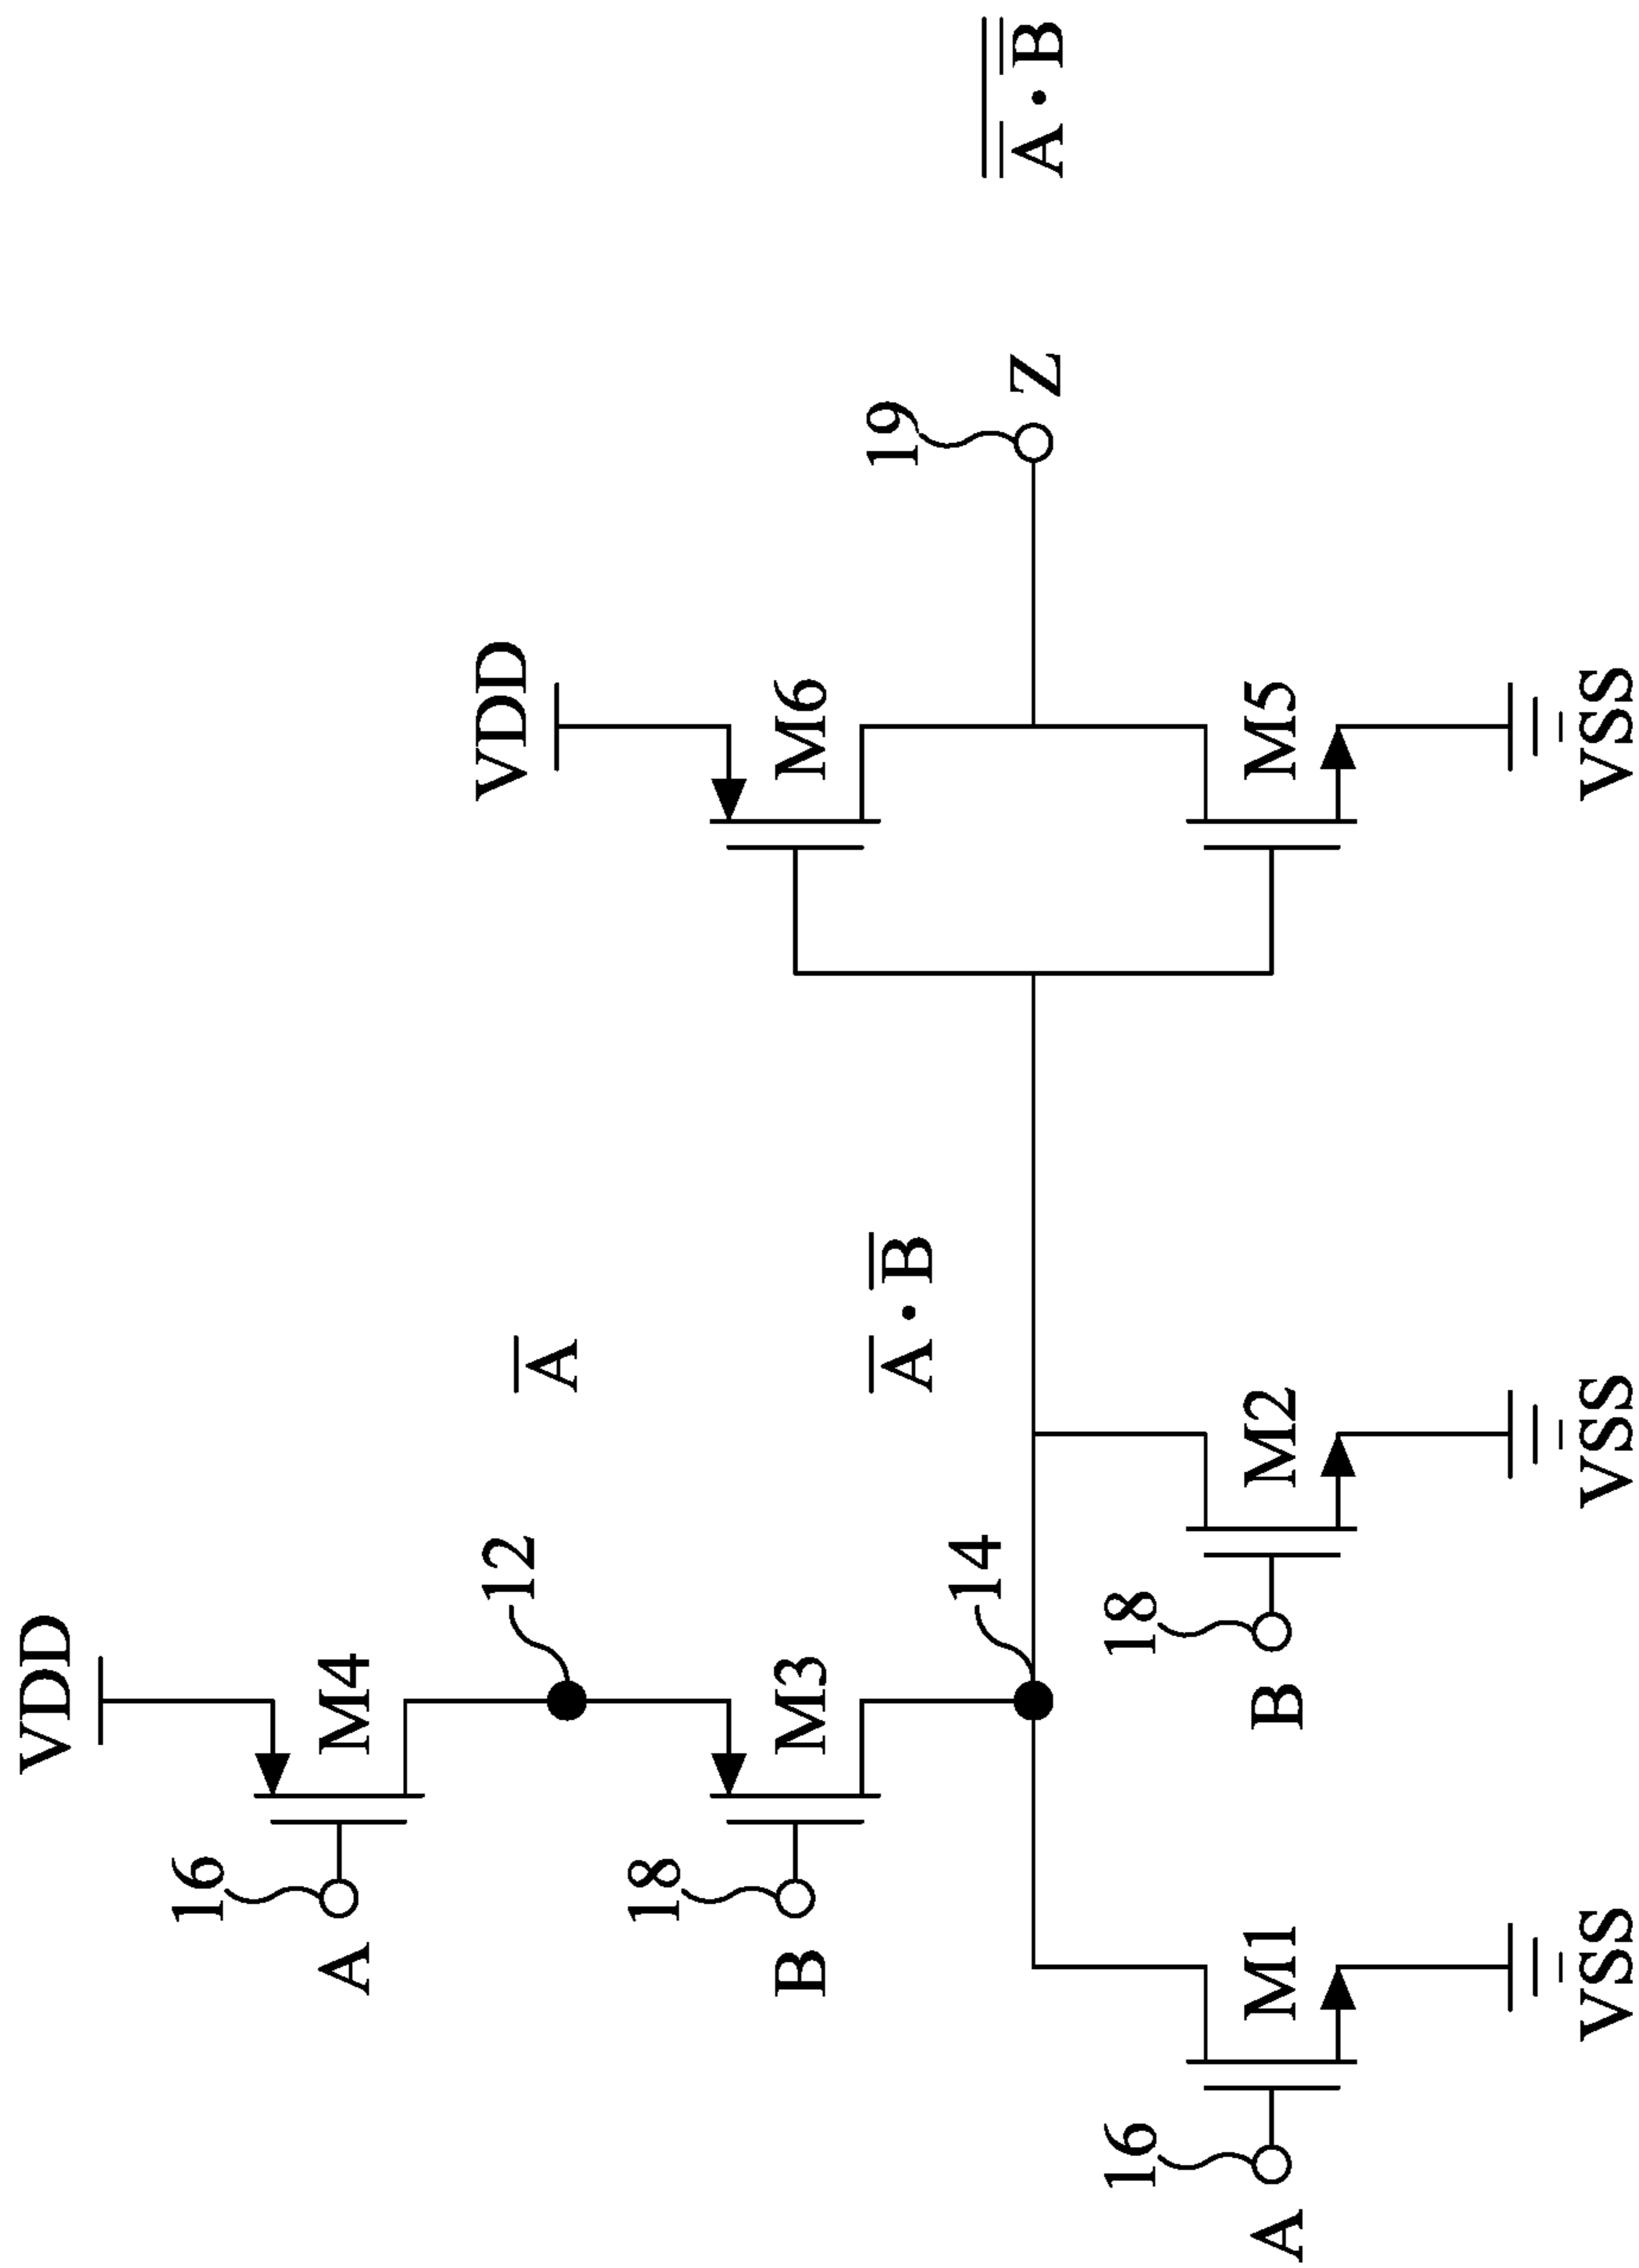 VDD
16
A M4
12 VDD
A̅
18
B M3 M6
A̅ · B̅ 19
14
Z A̿ · B̿
16 18
A M1 B M2 M5
VSS VSS VSS